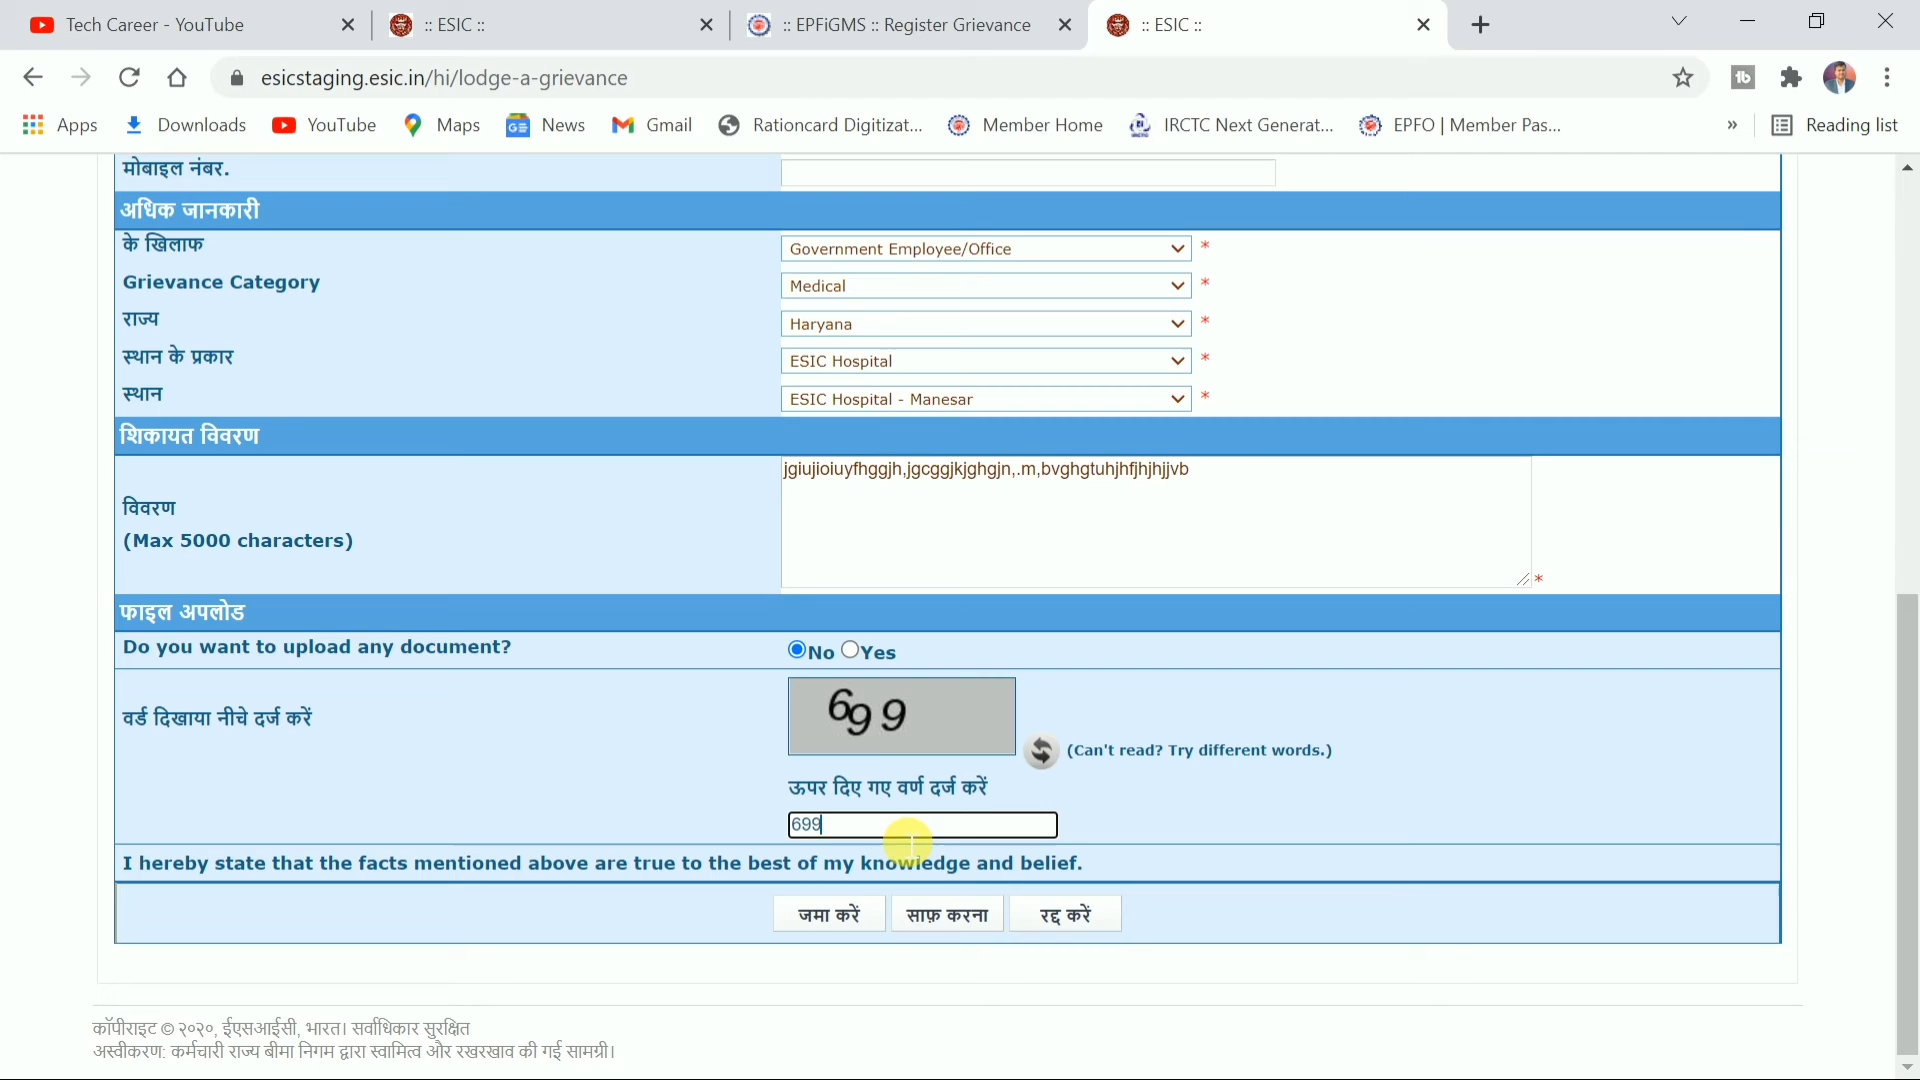 Tech Career - YouTube
:: ESIC ::
:: EPFiGMS :: Register Grievance
:: ESIC ::
esicstaging.esic.in/hi/lodge-a-grievance
Apps
Downloads
YouTube
Maps
News
Gmail
Rationcard Digitizat...
Member Home
IRCTC Next Generat...
EPFO | Member Pas...
»
Reading list
मोबाइल नंबर.
अधिक जानकारी
के खिलाफ Government Employee/Office *
Grievance Category Medical *
राज्य Haryana *
स्थान के प्रकार ESIC Hospital *
स्थान ESIC Hospital - Manesar *
शिकायत विवरण
jgiujioiuyfhggjh,jgcggjkjghgjn,.m,bvghgtuhjhfjhjhjjvb
विवरण
(Max 5000 characters)
*
फाइल अपलोड
Do you want to upload any document? No Yes
699
वर्ड दिखाया नीचे दर्ज करें
(Can't read? Try different words.)
ऊपर दिए गए वर्ण दर्ज करें
699
I hereby state that the facts mentioned above are true to the best of my knowledge and belief.
जमा करें साफ़ करना रद्द करें
कॉपीराइट © २०२०, ईएसआईसी, भारत। सर्वाधिकार सुरक्षित
अस्वीकरण: कर्मचारी राज्य बीमा निगम द्वारा स्वामित्व और रखरखाव की गई सामग्री।